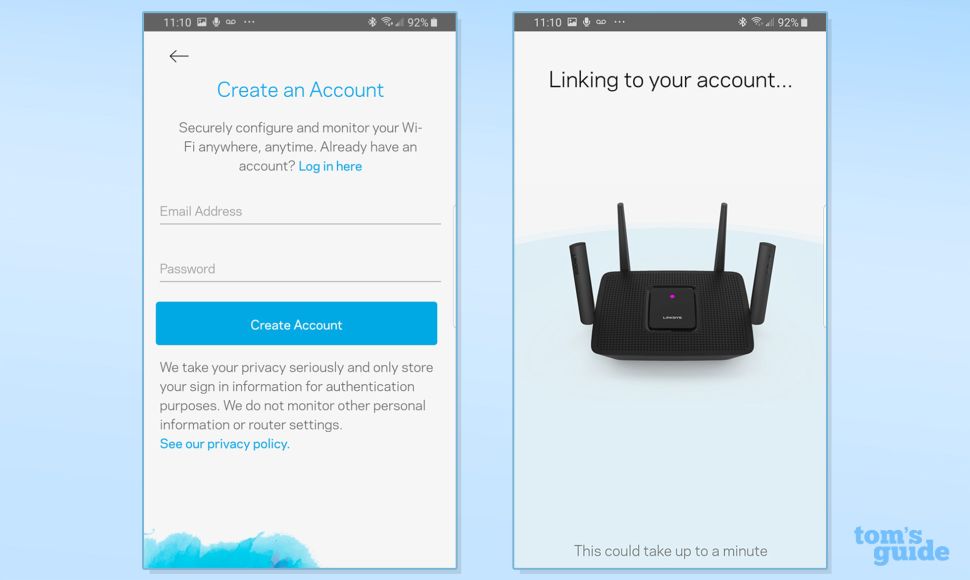 11:10 92%
Create an Account
Securely configure and monitor your Wi-
Fi anywhere, anytime. Already have an
account? Log in here
Email Address
Password
Create Account
We take your privacy seriously and only store
your sign in information for authentication
purposes. We do not monitor other personal
information or router settings.
See our privacy policy.
11:10 92%
Linking to your account...
LINKSYS
This could take up to a minute
tom's
guide